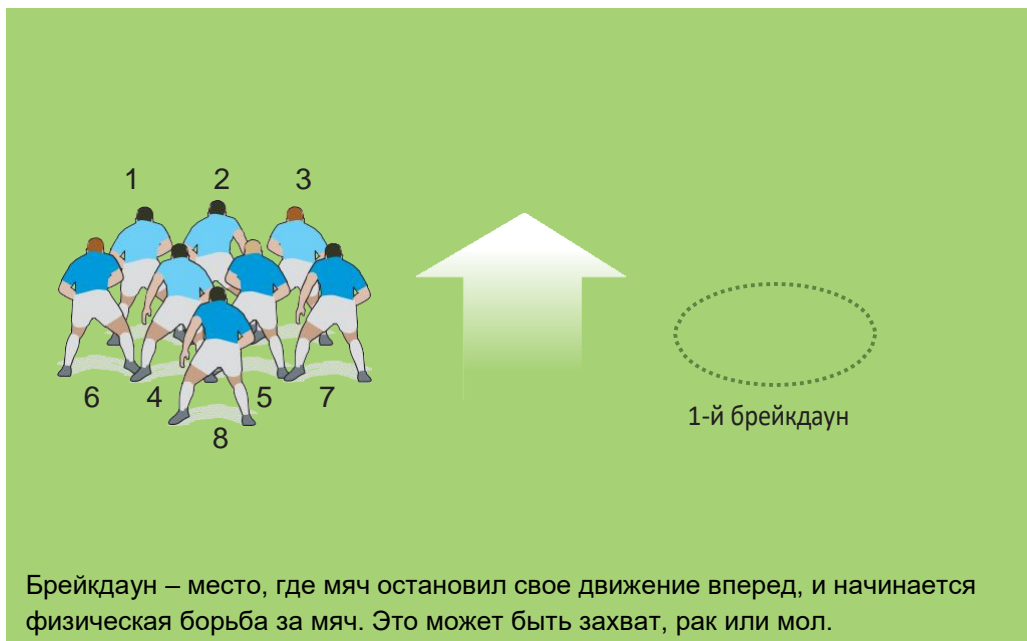 1 2 3
6 4 5 7
8
1-й брейкдаун
Брейкдаун – место, где мяч остановил свое движение вперед, и начинается
физическая борьба за мяч. Это может быть захват, рак или мол.